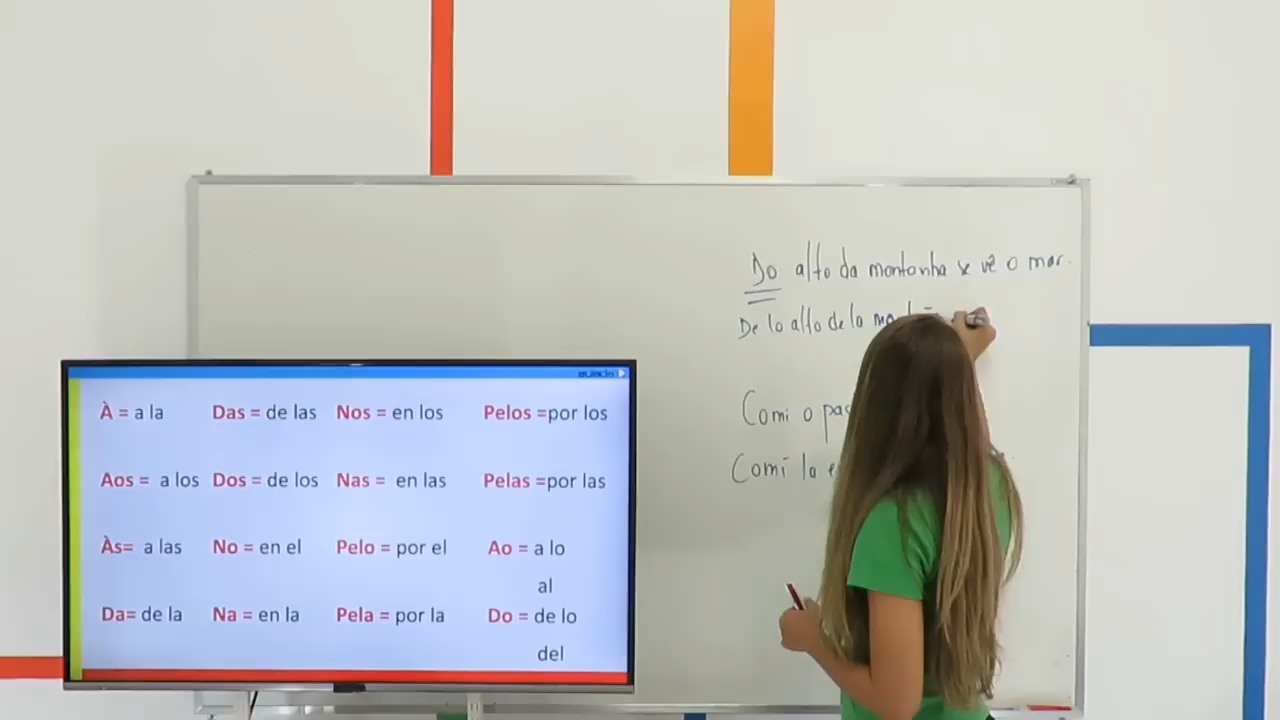 Do alto da montanha se vê o mar.
De lo alto de la
Comi o
Comí la
À = a la Das = de las Nos = en los Pelos =por los
Aos = a los Dos = de los Nas = en las Pelas =por las
Às= a las No = en el Pelo = por el Ao = a lo
al
Da= de la Na = en la Pela = por la Do = de lo
del